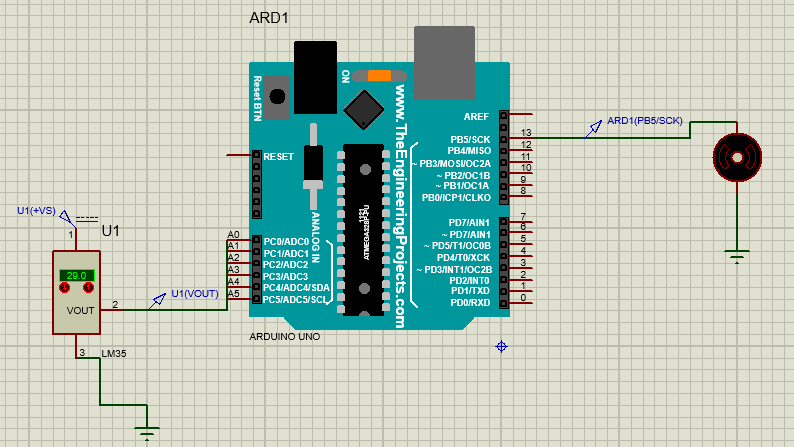 ARD1
ON
Reset BTN
www.TheEngineeringProjects.com
AREF
13
PB5/SCK
ARD1(PB5/SCK)
12
PB4/MISO
11
~ PB3/MOSI/OC2A
10
~ PB2/OC1B
9
~ PB1/OC1A
8
PB0/ICP1/CLKO
RESET
ANALOG IN
1121
ATMEGA328P-PU
7
PD7/AIN1
6
~ PD7/AIN1
5
~ PD5/T1/OC0B
4
PD4/T0/XCK
3
~ PD3/INT1/OC2B
2
PD2/INT0
1
PD1/TXD
0
PD0/RXD
A0
PC0/ADC0
A1
PC1/ADC1
A2
PC2/ADC2
A3
PC3/ADC3
A4
PC4/ADC4/SDA
A5
PC5/ADC5/SCL
ARDUINO UNO
U1(+VS)
U1
1
29.0
2
VOUT
U1(VOUT)
3
LM35